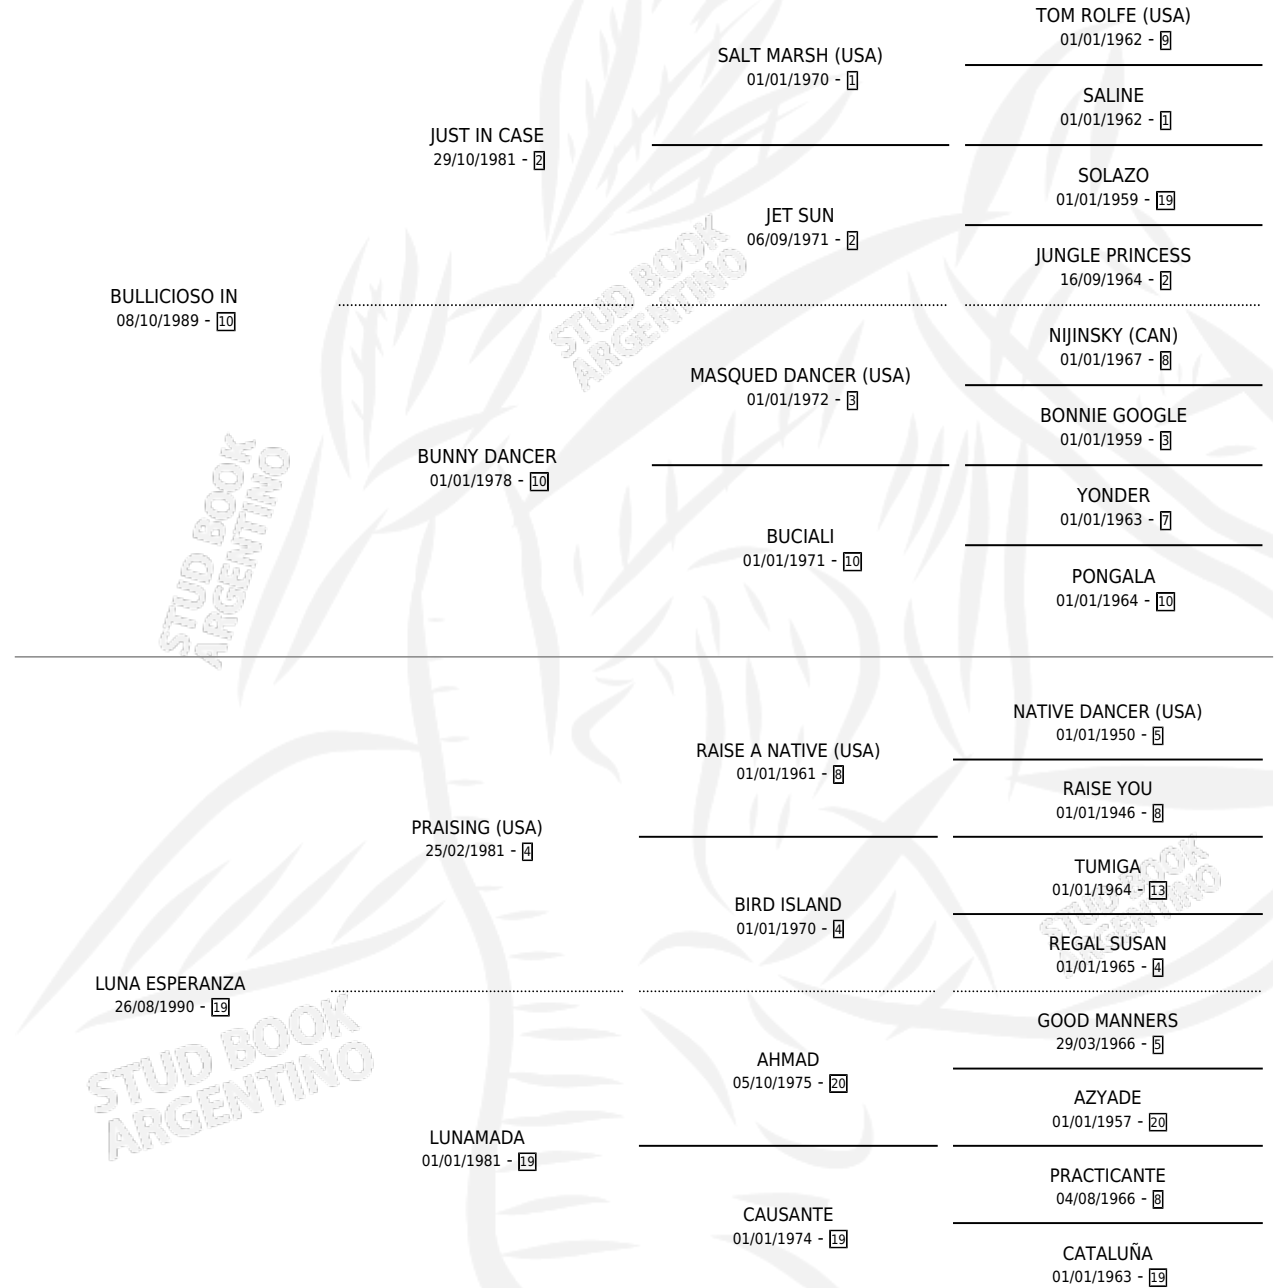 TOM ROLFE (USA)
01/01/1962 - 9
SALT MARSH (USA)
01/01/1970 - 1
SALINE
01/01/1962 - 1
JUST IN CASE
29/10/1981 - 2
SOLAZO
01/01/1959 - 19
JET SUN
06/09/1971 - 2
JUNGLE PRINCESS
16/09/1964 - 2
BULLICIOSO IN
08/10/1989 - 10
NIJINSKY (CAN)
01/01/1967 - 8
MASQUED DANCER (USA)
01/01/1972 - 3
BONNIE GOOGLE
01/01/1959 - 3
BUNNY DANCER
01/01/1978 - 10
YONDER
01/01/1963 - 7
BUCIALI
01/01/1971 - 10
PONGALA
01/01/1964 - 10
NATIVE DANCER (USA)
01/01/1950 - 5
RAISE A NATIVE (USA)
01/01/1961 - 8
RAISE YOU
01/01/1946 - 8
PRAISING (USA)
25/02/1981 - 4
TUMIGA
01/01/1964 - 13
BIRD ISLAND
01/01/1970 - 4
REGAL SUSAN
01/01/1965 - 4
LUNA ESPERANZA
26/08/1990 - 19
GOOD MANNERS
29/03/1966 - 5
AHMAD
05/10/1975 - 20
AZYADE
01/01/1957 - 20
LUNAMADA
01/01/1981 - 19
PRACTICANTE
04/08/1966 - 8
CAUSANTE
01/01/1974 - 19
CATALUÑA
01/01/1963 - 19
STUD BOOK
ARGENTINO
STUD BOOK
ARGENTINO
STUD BOOK
ARGENTINO
STUD BOOK
ARGENTINO